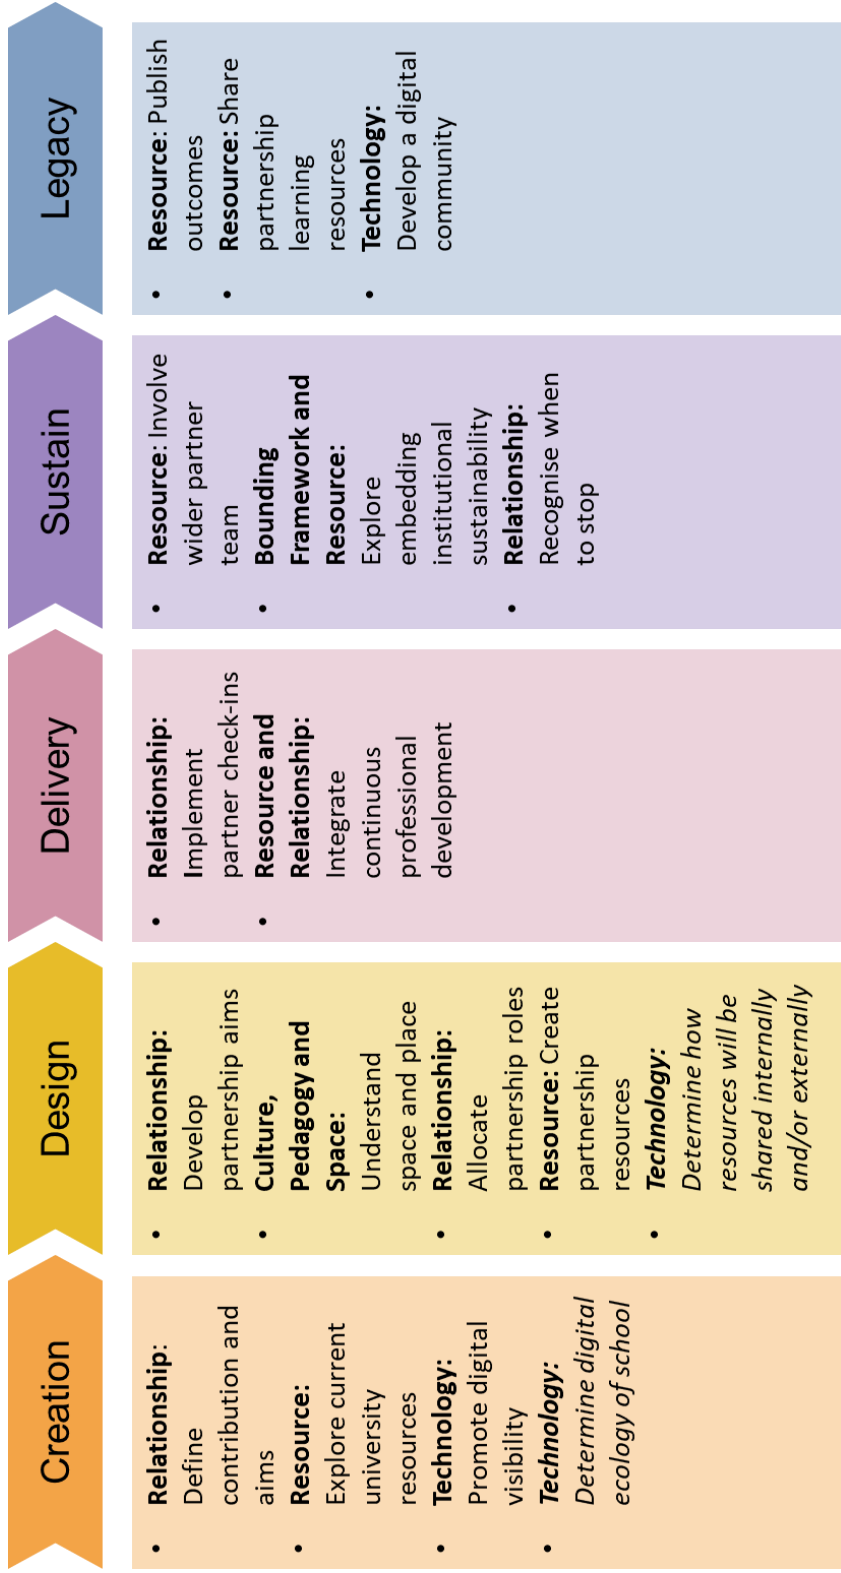 Creation
• Relationship:
Define
contribution and
aims
• Resource:
Explore current
university
resources
• Technology:
Promote digital
visibility
• Technology:
Determine digital
ecology of school
Design
• Relationship:
Develop
partnership aims
• Culture,
Pedagogy and
Space:
Understand
space and place
• Relationship:
Allocate
partnership roles
• Resource: Create
partnership
resources
• Technology:
Determine how
resources will be
shared internally
and/or externally
Delivery
• Relationship:
Implement
partner check-ins
• Resource and
Relationship:
Integrate
continuous
professional
development
Sustain
• Resource: Involve
wider partner
team
• Bounding
Framework and
Resource:
Explore
embedding
institutional
sustainability
• Relationship:
Recognise when
to stop
Legacy
• Resource: Publish
outcomes
• Resource: Share
partnership
learning
resources
• Technology:
Develop a digital
community